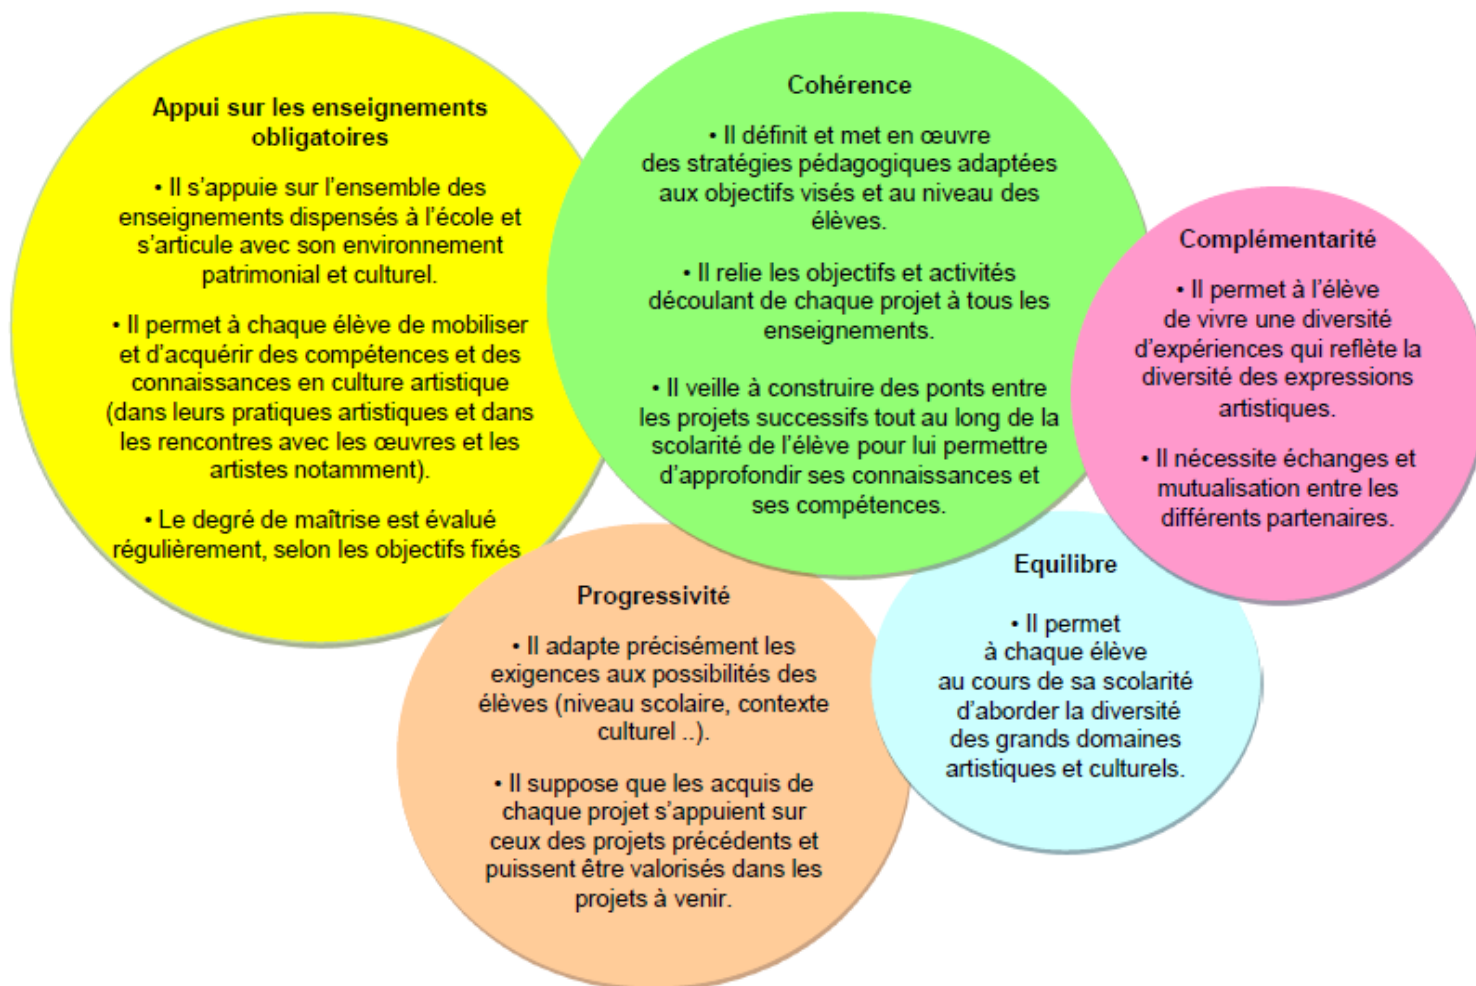 Appui sur les enseignements
obligatoires
• Il s’appuie sur l’ensemble des
enseignements dispensés à l’école et
s’articule avec son environnement
patrimonial et culturel.
• Il permet à chaque élève de mobiliser
et d’acquérir des compétences et des
connaissances en culture artistique
(dans leurs pratiques artistiques et dans
les rencontres avec les œuvres et les
artistes notamment).
• Le degré de maîtrise est évalué
régulièrement, selon les objectifs fixés
Cohérence
• Il définit et met en œuvre
des stratégies pédagogiques adaptées
aux objectifs visés et au niveau des
élèves.
• Il relie les objectifs et activités
découlant de chaque projet à tous les
enseignements.
• Il veille à construire des ponts entre
les projets successifs tout au long de la
scolarité de l’élève pour lui permettre
d’approfondir ses connaissances et
ses compétences.
Complémentarité
• Il permet à l’élève
de vivre une diversité
d’expériences qui reflète la
diversité des expressions
artistiques.
• Il nécessite échanges et
mutualisation entre les
différents partenaires.
Progressivité
• Il adapte précisément les
exigences aux possibilités des
élèves (niveau scolaire, contexte
culturel ..).
• Il suppose que les acquis de
chaque projet s’appuient sur
ceux des projets précédents et
puissent être valorisés dans les
projets à venir.
Equilibre
• Il permet
à chaque élève
au cours de sa scolarité
d’aborder la diversité
des grands domaines
artistiques et culturels.